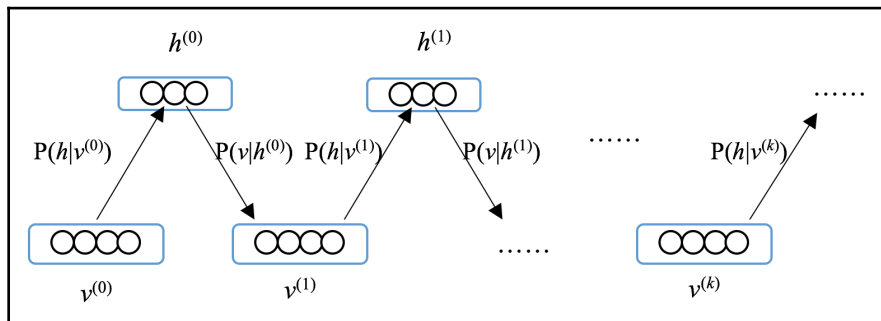 h⁽⁰⁾ h⁽¹⁾
……
P(h|v⁽⁰⁾) P(v|h⁽⁰⁾) P(h|v⁽¹⁾) P(v|h⁽¹⁾) …… P(h|v⁽ᵏ⁾)
……
v⁽⁰⁾ v⁽¹⁾ v⁽ᵏ⁾